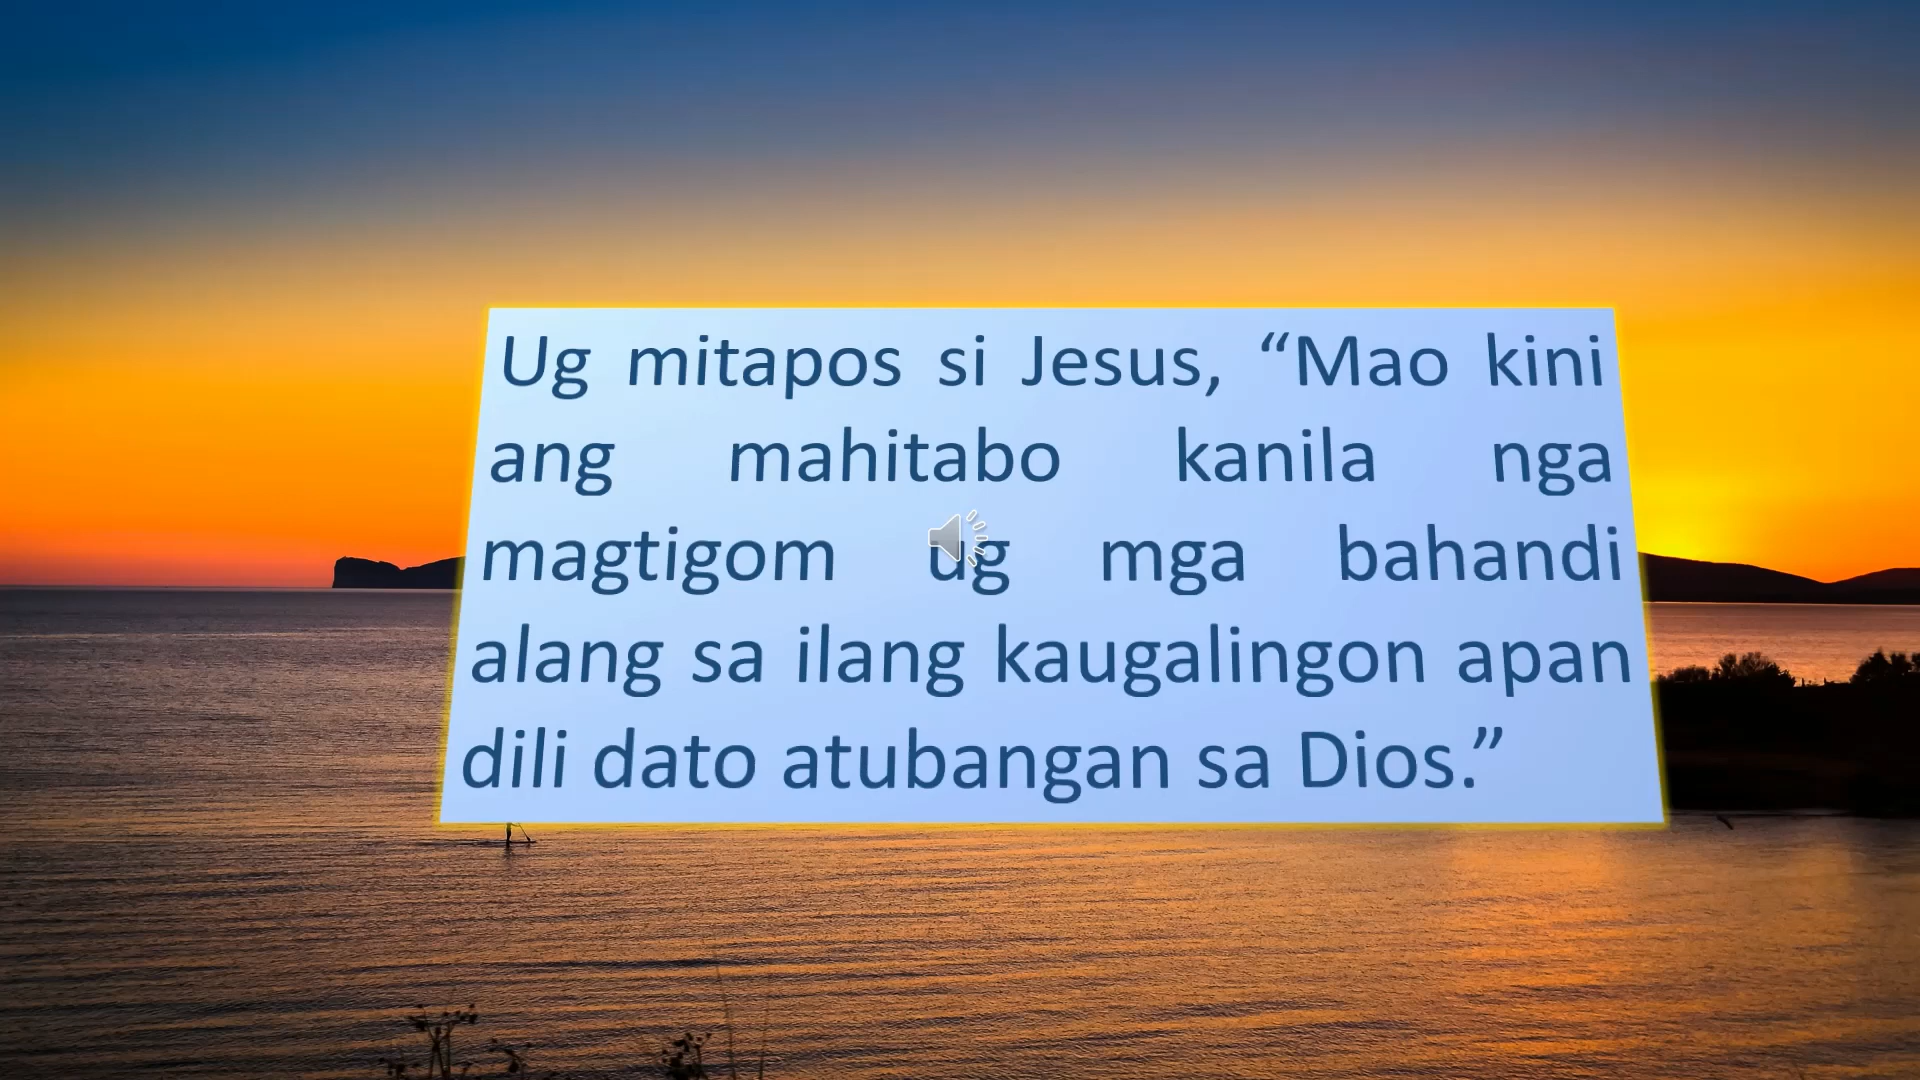 Ug mitapos si Jesus, “Mao kini
ang mahitabo kanila nga
magtigom ug mga bahandi
alang sa ilang kaugalingon apan
dili dato atubangan sa Dios.”